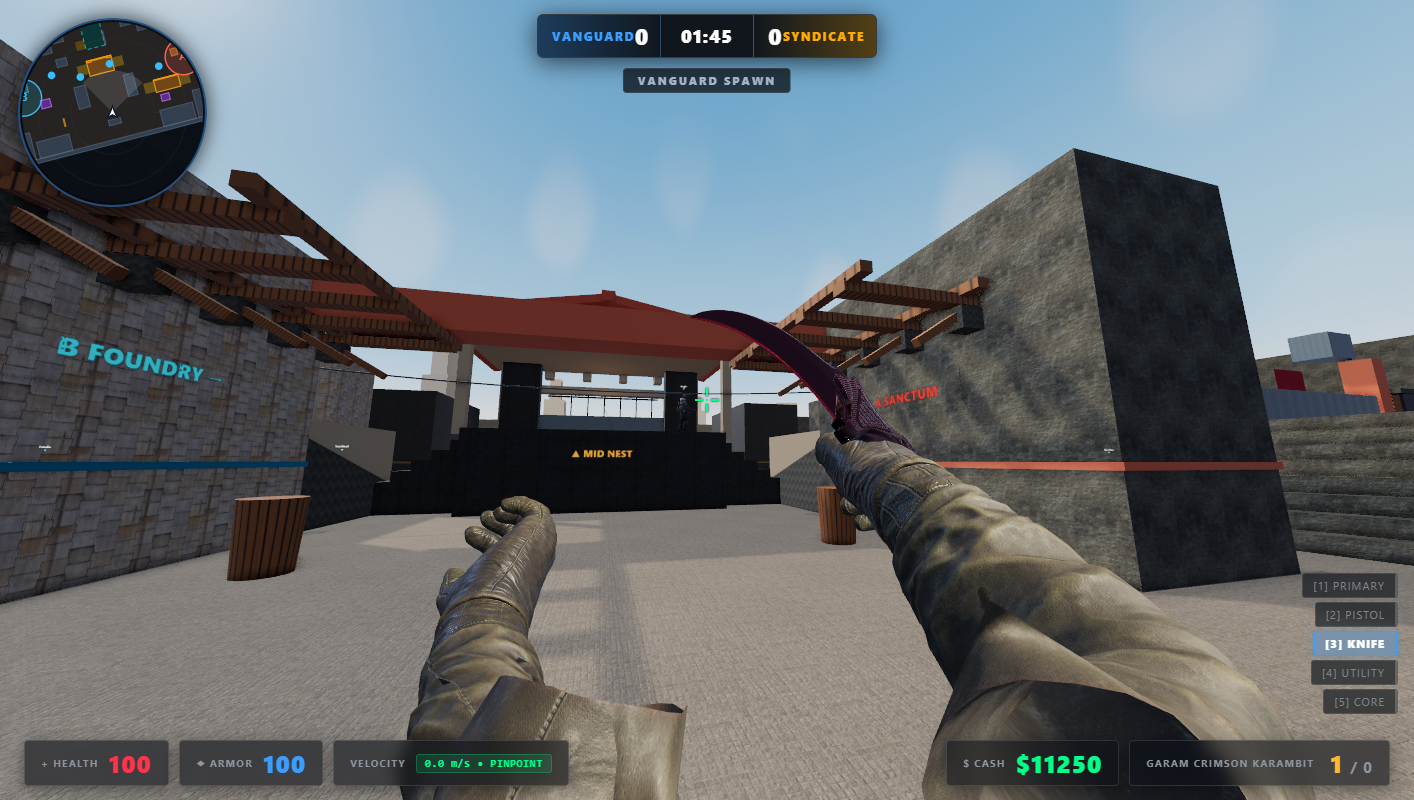 VANGUARD 0 01:45 0 SYNDICATE
VANGUARD SPAWN
B FOUNDRY →
A SANCTUM
▲ MID NEST
[1] PRIMARY
[2] PISTOL
[3] KNIFE
[4] UTILITY
[5] CORE
+ HEALTH 100
◆ ARMOR 100
VELOCITY 0.0 m/s • PINPOINT
$ CASH $11250
GARAM CRIMSON KARAMBIT 1 / 0